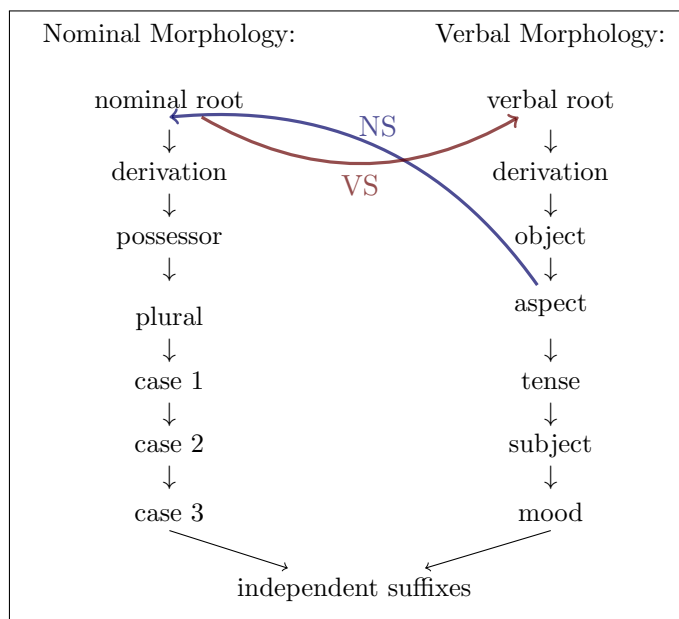 Nominal Morphology: Verbal Morphology:
nominal root verbal root
NS
derivation derivation
VS
possessor object
plural aspect
case 1 tense
case 2 subject
case 3 mood
independent suffixes